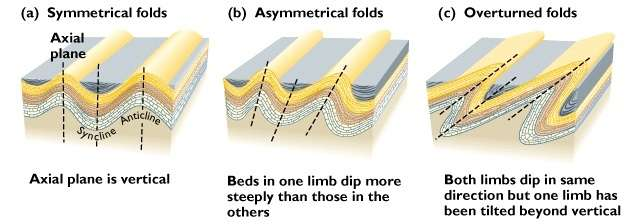 (a) Symmetrical folds
Axial
plane
Syncline
Anticline
Axial plane is vertical
(b) Asymmetrical folds
Beds in one limb dip more
steeply than those in the
others
(c) Overturned folds
Both limbs dip in same
direction but one limb has
been tilted beyond vertical